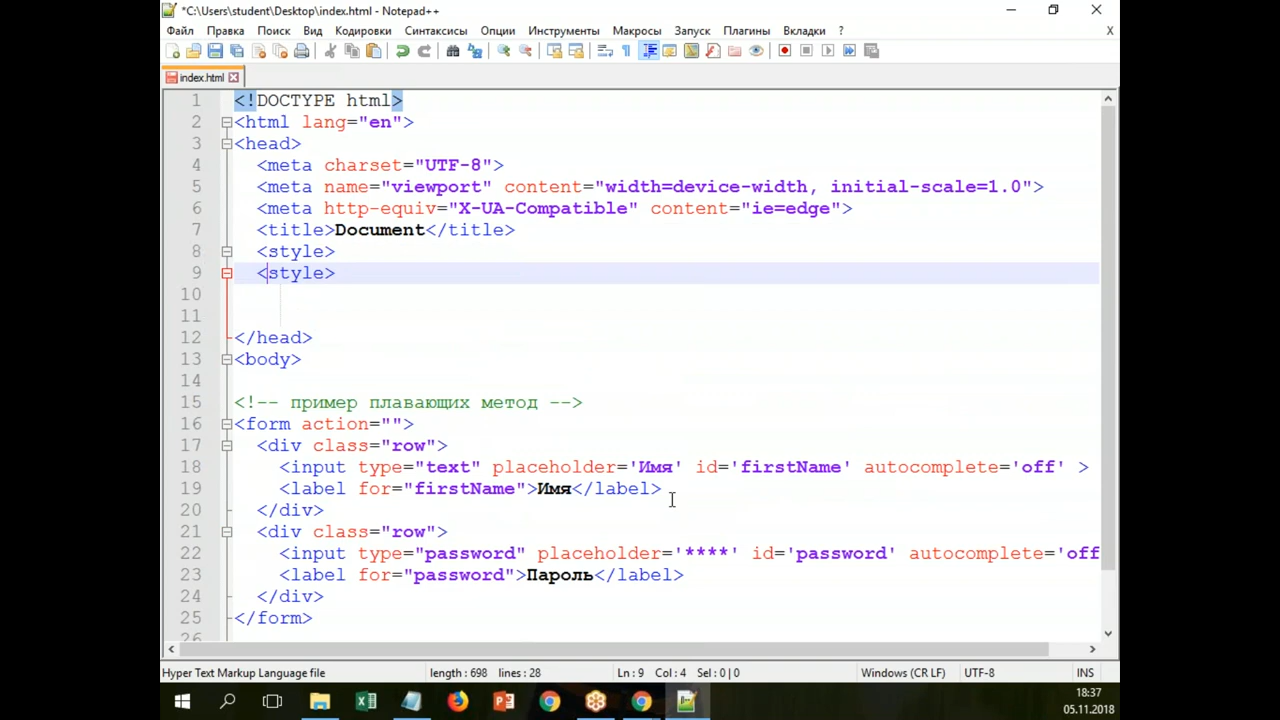 *C:\Users\student\Desktop\index.html - Notepad++
Файл Правка Поиск Вид Кодировки Синтаксисы Опции Инструменты Макросы Запуск Плагины Вкладки ? X
index.html
1 <!DOCTYPE html>
2 <html lang="en">
3 <head>
4 <meta charset="UTF-8">
5 <meta name="viewport" content="width=device-width, initial-scale=1.0">
6 <meta http-equiv="X-UA-Compatible" content="ie=edge">
7 <title>Document</title>
8 <style>
9 <style>
10
11
12 </head>
13 <body>
14
15 <!-- пример плавающих метод -->
16 <form action="">
17 <div class="row">
18 <input type="text" placeholder='Имя' id='firstName' autocomplete='off' >
19 <label for="firstName">Имя</label>
20 </div>
21 <div class="row">
22 <input type="password" placeholder='****' id='password' autocomplete='off
23 <label for="password">Пароль</label>
24 </div>
25 </form>
26
Hyper Text Markup Language file length : 698 lines : 28 Ln : 9 Col : 4 Sel : 0 | 0 Windows (CR LF) UTF-8 INS
18:37
05.11.2018